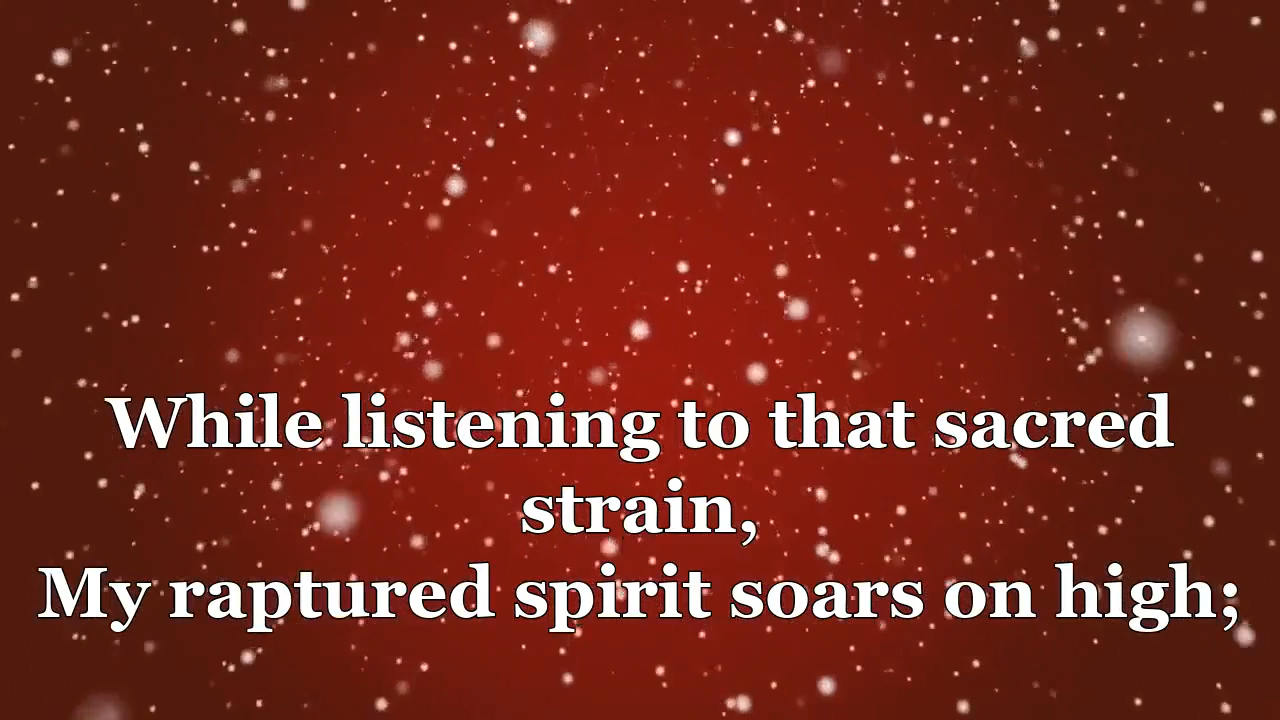 While listening to that sacred
strain,
My raptured spirit soars on high;